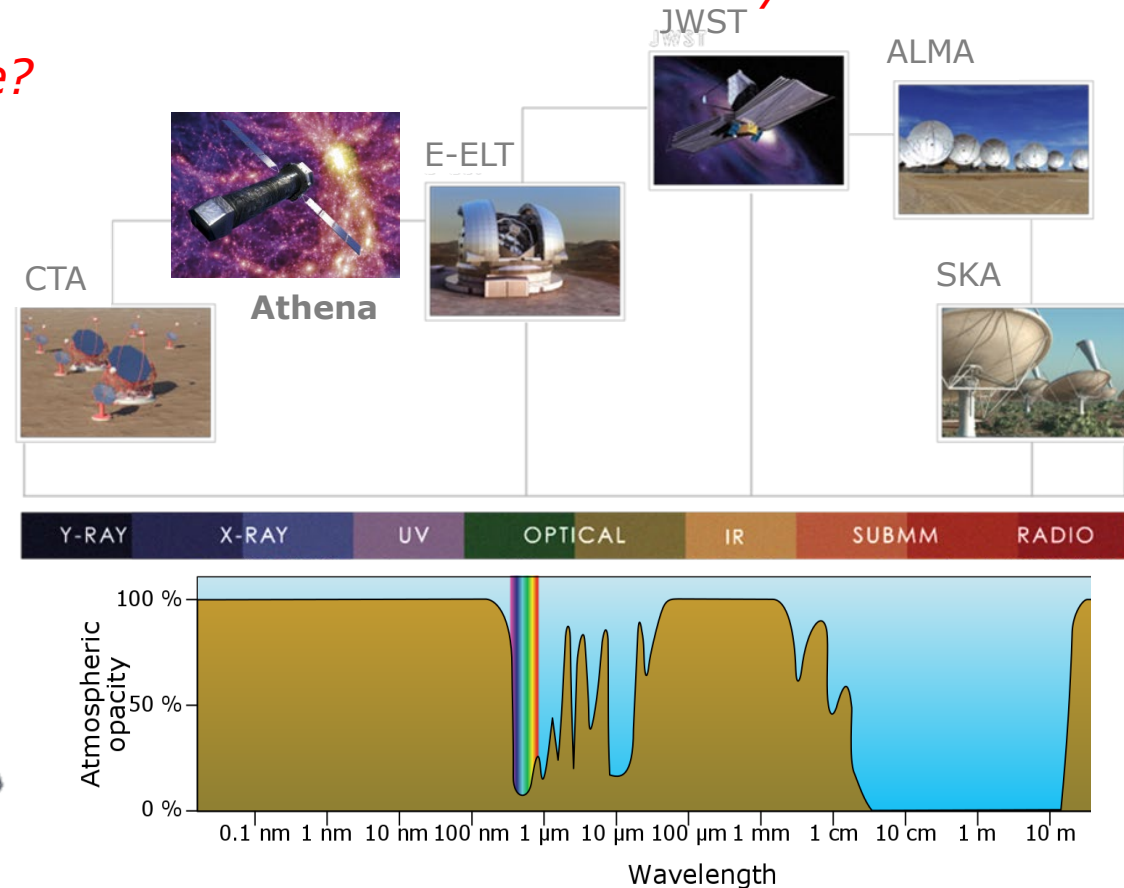 e?
JWST
ALMA
E-ELT
CTA
Athena
SKA
Y-RAY X-RAY UV OPTICAL IR SUBMM RADIO
100 %
50 %
0 %
Atmospheric
opacity
0.1 nm 1 nm 10 nm 100 nm 1 μm 10 μm 100 μm 1 mm 1 cm 10 cm 1 m 10 m
Wavelength